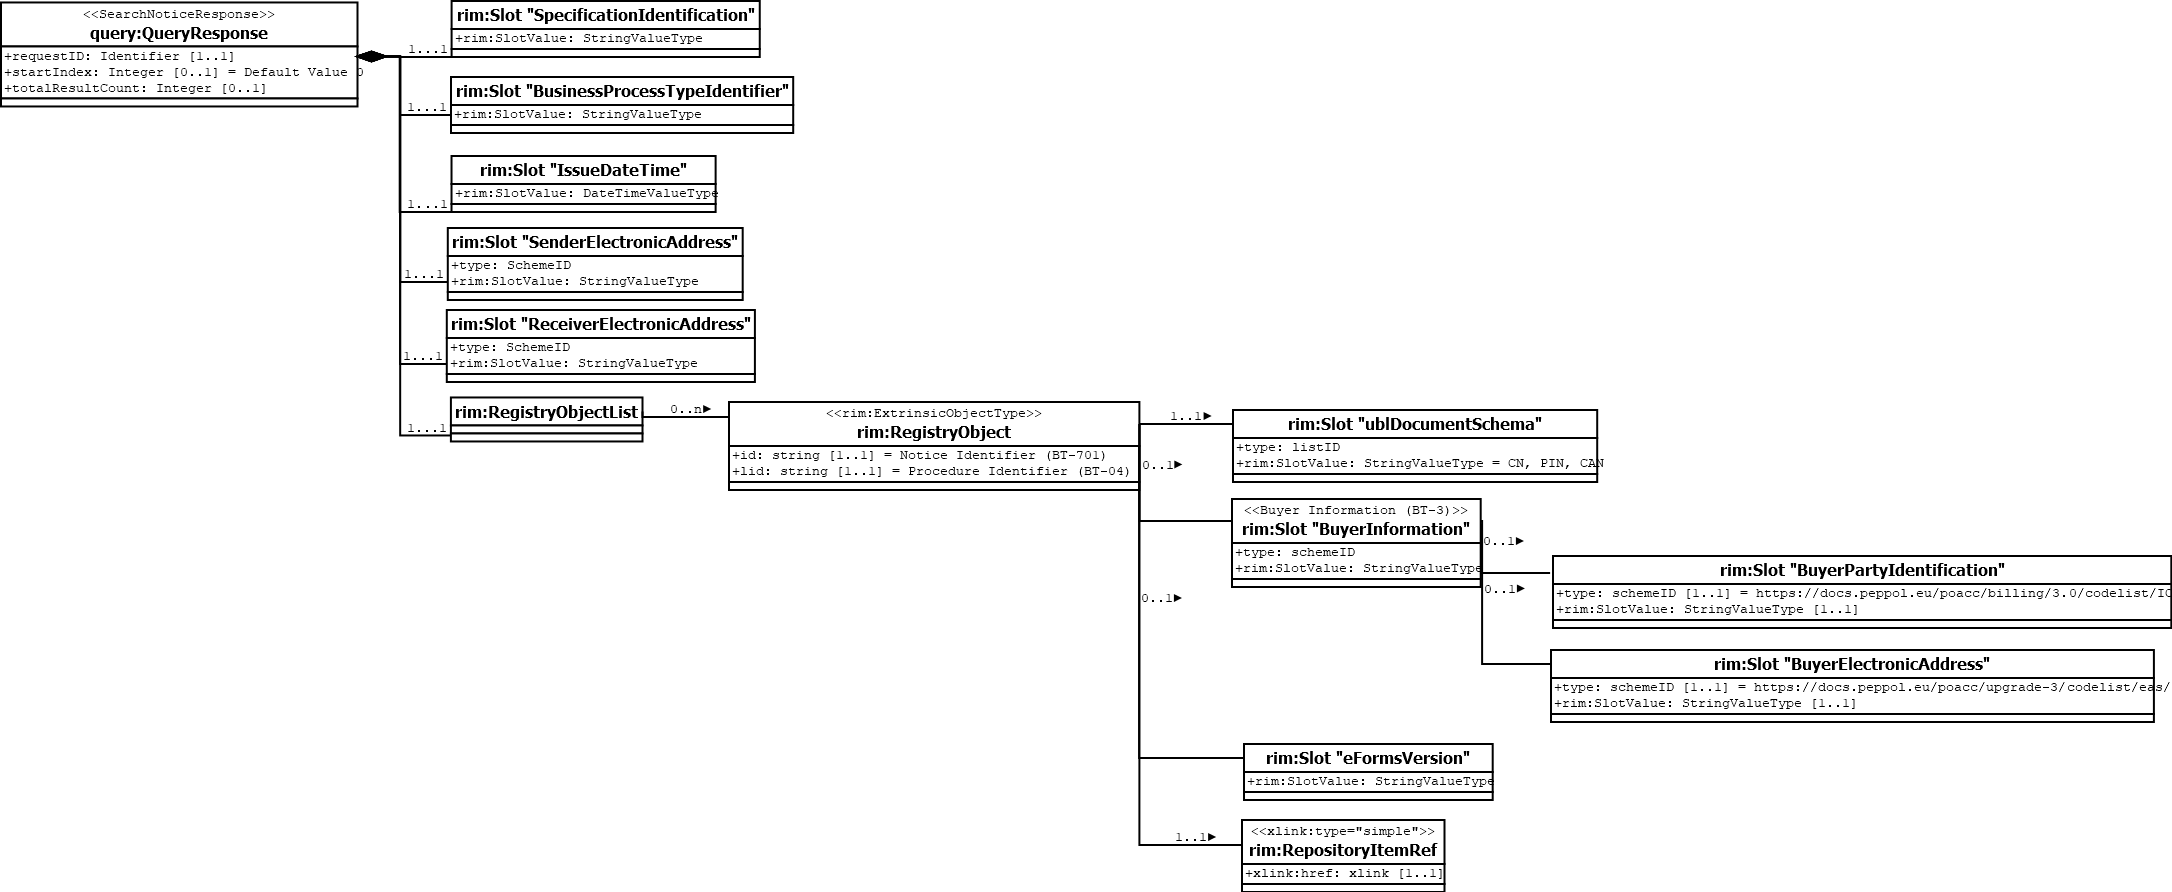 <<SearchNoticeResponse>>
query:QueryResponse
+requestID: Identifier [1..1]
+startIndex: Integer [0..1] = Default Value 0
+totalResultCount: Integer [0..1]
1...1
rim:Slot "SpecificationIdentification"
+rim:SlotValue: StringValueType
1...1
rim:Slot "BusinessProcessTypeIdentifier"
+rim:SlotValue: StringValueType
1...1
rim:Slot "IssueDateTime"
+rim:SlotValue: DateTimeValueType
1...1
rim:Slot "SenderElectronicAddress"
+type: SchemeID
+rim:SlotValue: StringValueType
1...1
rim:Slot "ReceiverElectronicAddress"
+type: SchemeID
+rim:SlotValue: StringValueType
1...1
rim:RegistryObjectList
0..n►
<<rim:ExtrinsicObjectType>>
rim:RegistryObject
+id: string [1..1] = Notice Identifier (BT-701)
+lid: string [1..1] = Procedure Identifier (BT-04)
1..1►
rim:Slot "ublDocumentSchema"
+type: listID
+rim:SlotValue: StringValueType = CN, PIN, CAN
0..1►
<<Buyer Information (BT-3)>>
rim:Slot "BuyerInformation"
+type: schemeID
+rim:SlotValue: StringValueType
0..1►
rim:Slot "BuyerPartyIdentification"
+type: schemeID [1..1] = https://docs.peppol.eu/poacc/billing/3.0/codelist/IC
+rim:SlotValue: StringValueType [1..1]
0..1►
rim:Slot "BuyerElectronicAddress"
+type: schemeID [1..1] = https://docs.peppol.eu/poacc/upgrade-3/codelist/eas/
+rim:SlotValue: StringValueType [1..1]
0..1►
rim:Slot "eFormsVersion"
+rim:SlotValue: StringValueType
1..1►
<<xlink:type="simple">>
rim:RepositoryItemRef
+xlink:href: xlink [1..1]